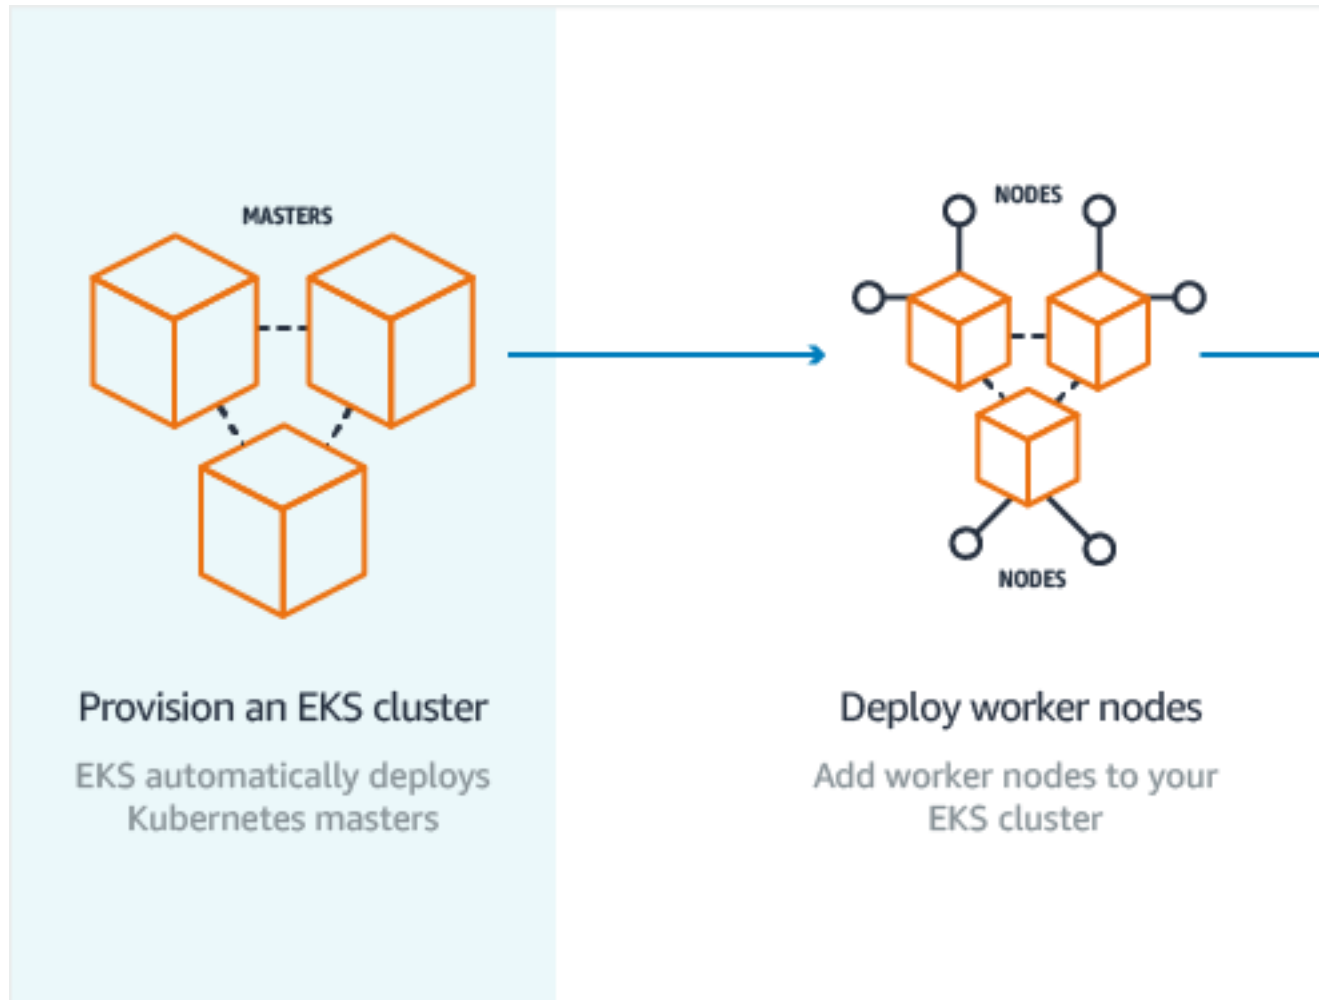 MASTERS
Provision an EKS cluster
EKS automatically deploys
Kubernetes masters
NODES
NODES
Deploy worker nodes
Add worker nodes to your
EKS cluster